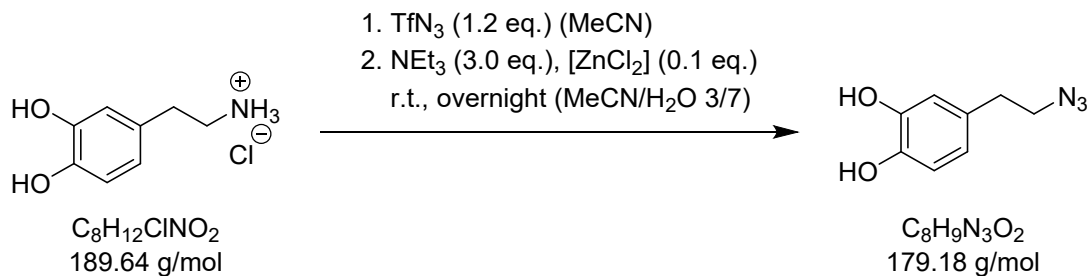 1. TfN₃ (1.2 eq.) (MeCN)
2. NEt₃ (3.0 eq.), [ZnCl₂] (0.1 eq.)
r.t., overnight (MeCN/H₂O 3/7)
HO
HO
⊕
NH₃
Cl
⊖
HO
HO
N₃
C₈H₁₂ClNO₂
189.64 g/mol
C₈H₉N₃O₂
179.18 g/mol